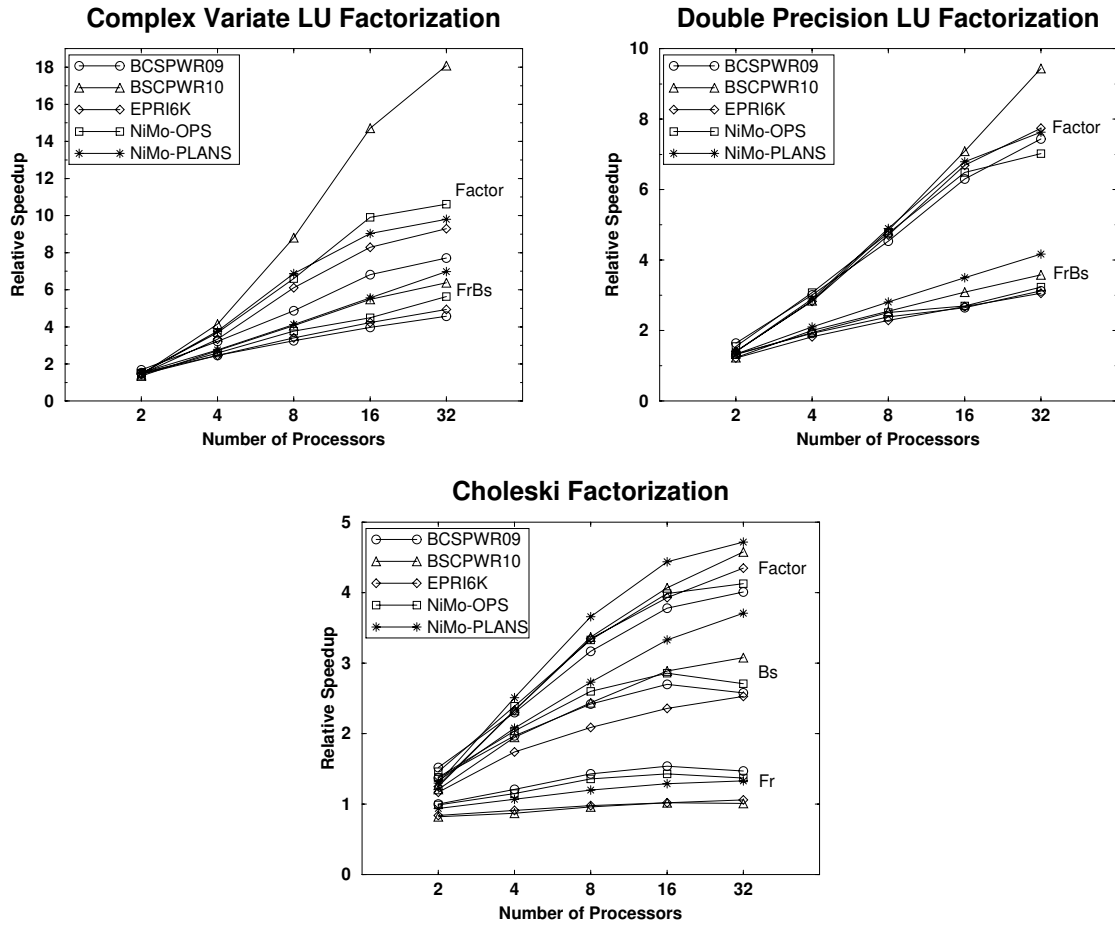 Complex Variate LU Factorization
18
16
14
12
10
8
6
4
2
0
Relative Speedup
BCSPWR09
BSCPWR10
EPRI6K
NiMo-OPS
NiMo-PLANS
Factor
FrBs
2 4 8 16 32
Number of Processors
Double Precision LU Factorization
10
8
6
4
2
0
Relative Speedup
BCSPWR09
BSCPWR10
EPRI6K
NiMo-OPS
NiMo-PLANS
Factor
FrBs
2 4 8 16 32
Number of Processors
Choleski Factorization
5
4
3
2
1
0
Relative Speedup
BCSPWR09
BSCPWR10
EPRI6K
NiMo-OPS
NiMo-PLANS
Factor
Bs
Fr
2 4 8 16 32
Number of Processors